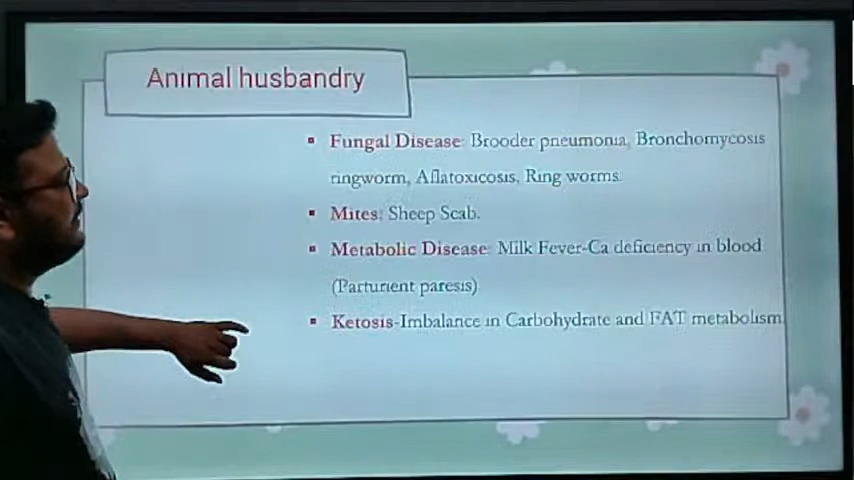 Animal husbandry
▪ Fungal Disease: Brooder pneumonia, Bronchomycosis
ringworm, Aflatoxicosis, Ring worms.
▪ Mites: Sheep Scab.
▪ Metabolic Disease: Milk Fever-Ca deficiency in blood
(Parturient paresis)
▪ Ketosis-Imbalance in Carbohydrate and FAT metabolism.